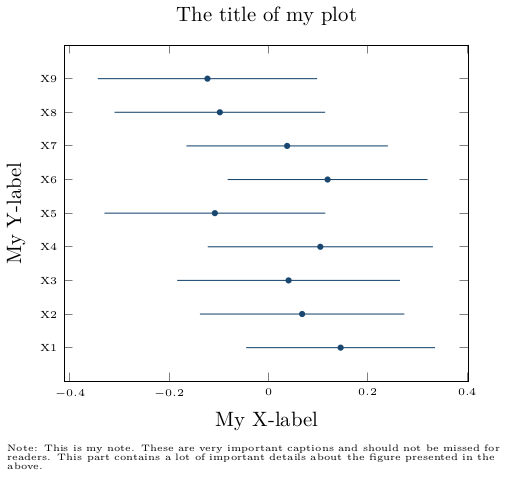 The title of my plot
My Y-label
X9
X8
X7
X6
X5
X4
X3
X2
X1
−0.4 −0.2 0 0.2 0.4
My X-label
Note: This is my note. These are very important captions and should not be missed for
readers. This part contains a lot of important details about the figure presented in the
above.